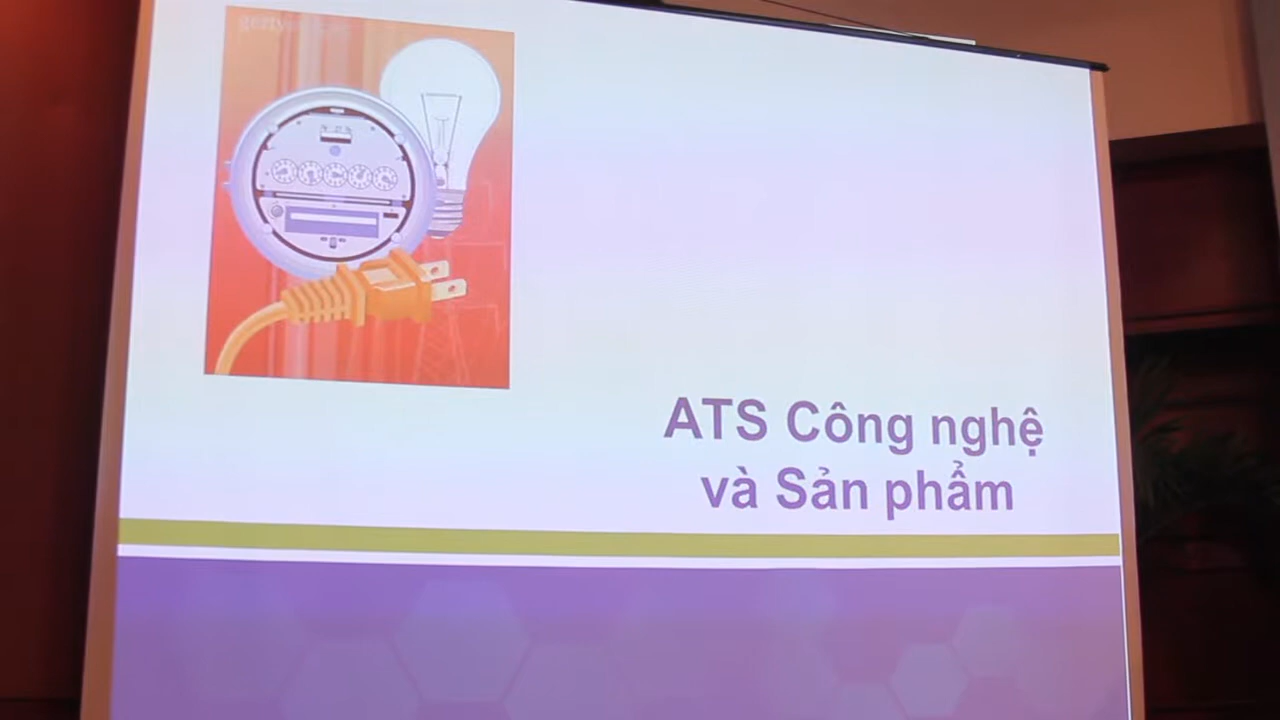 ATS Công nghệ
và Sản phẩm